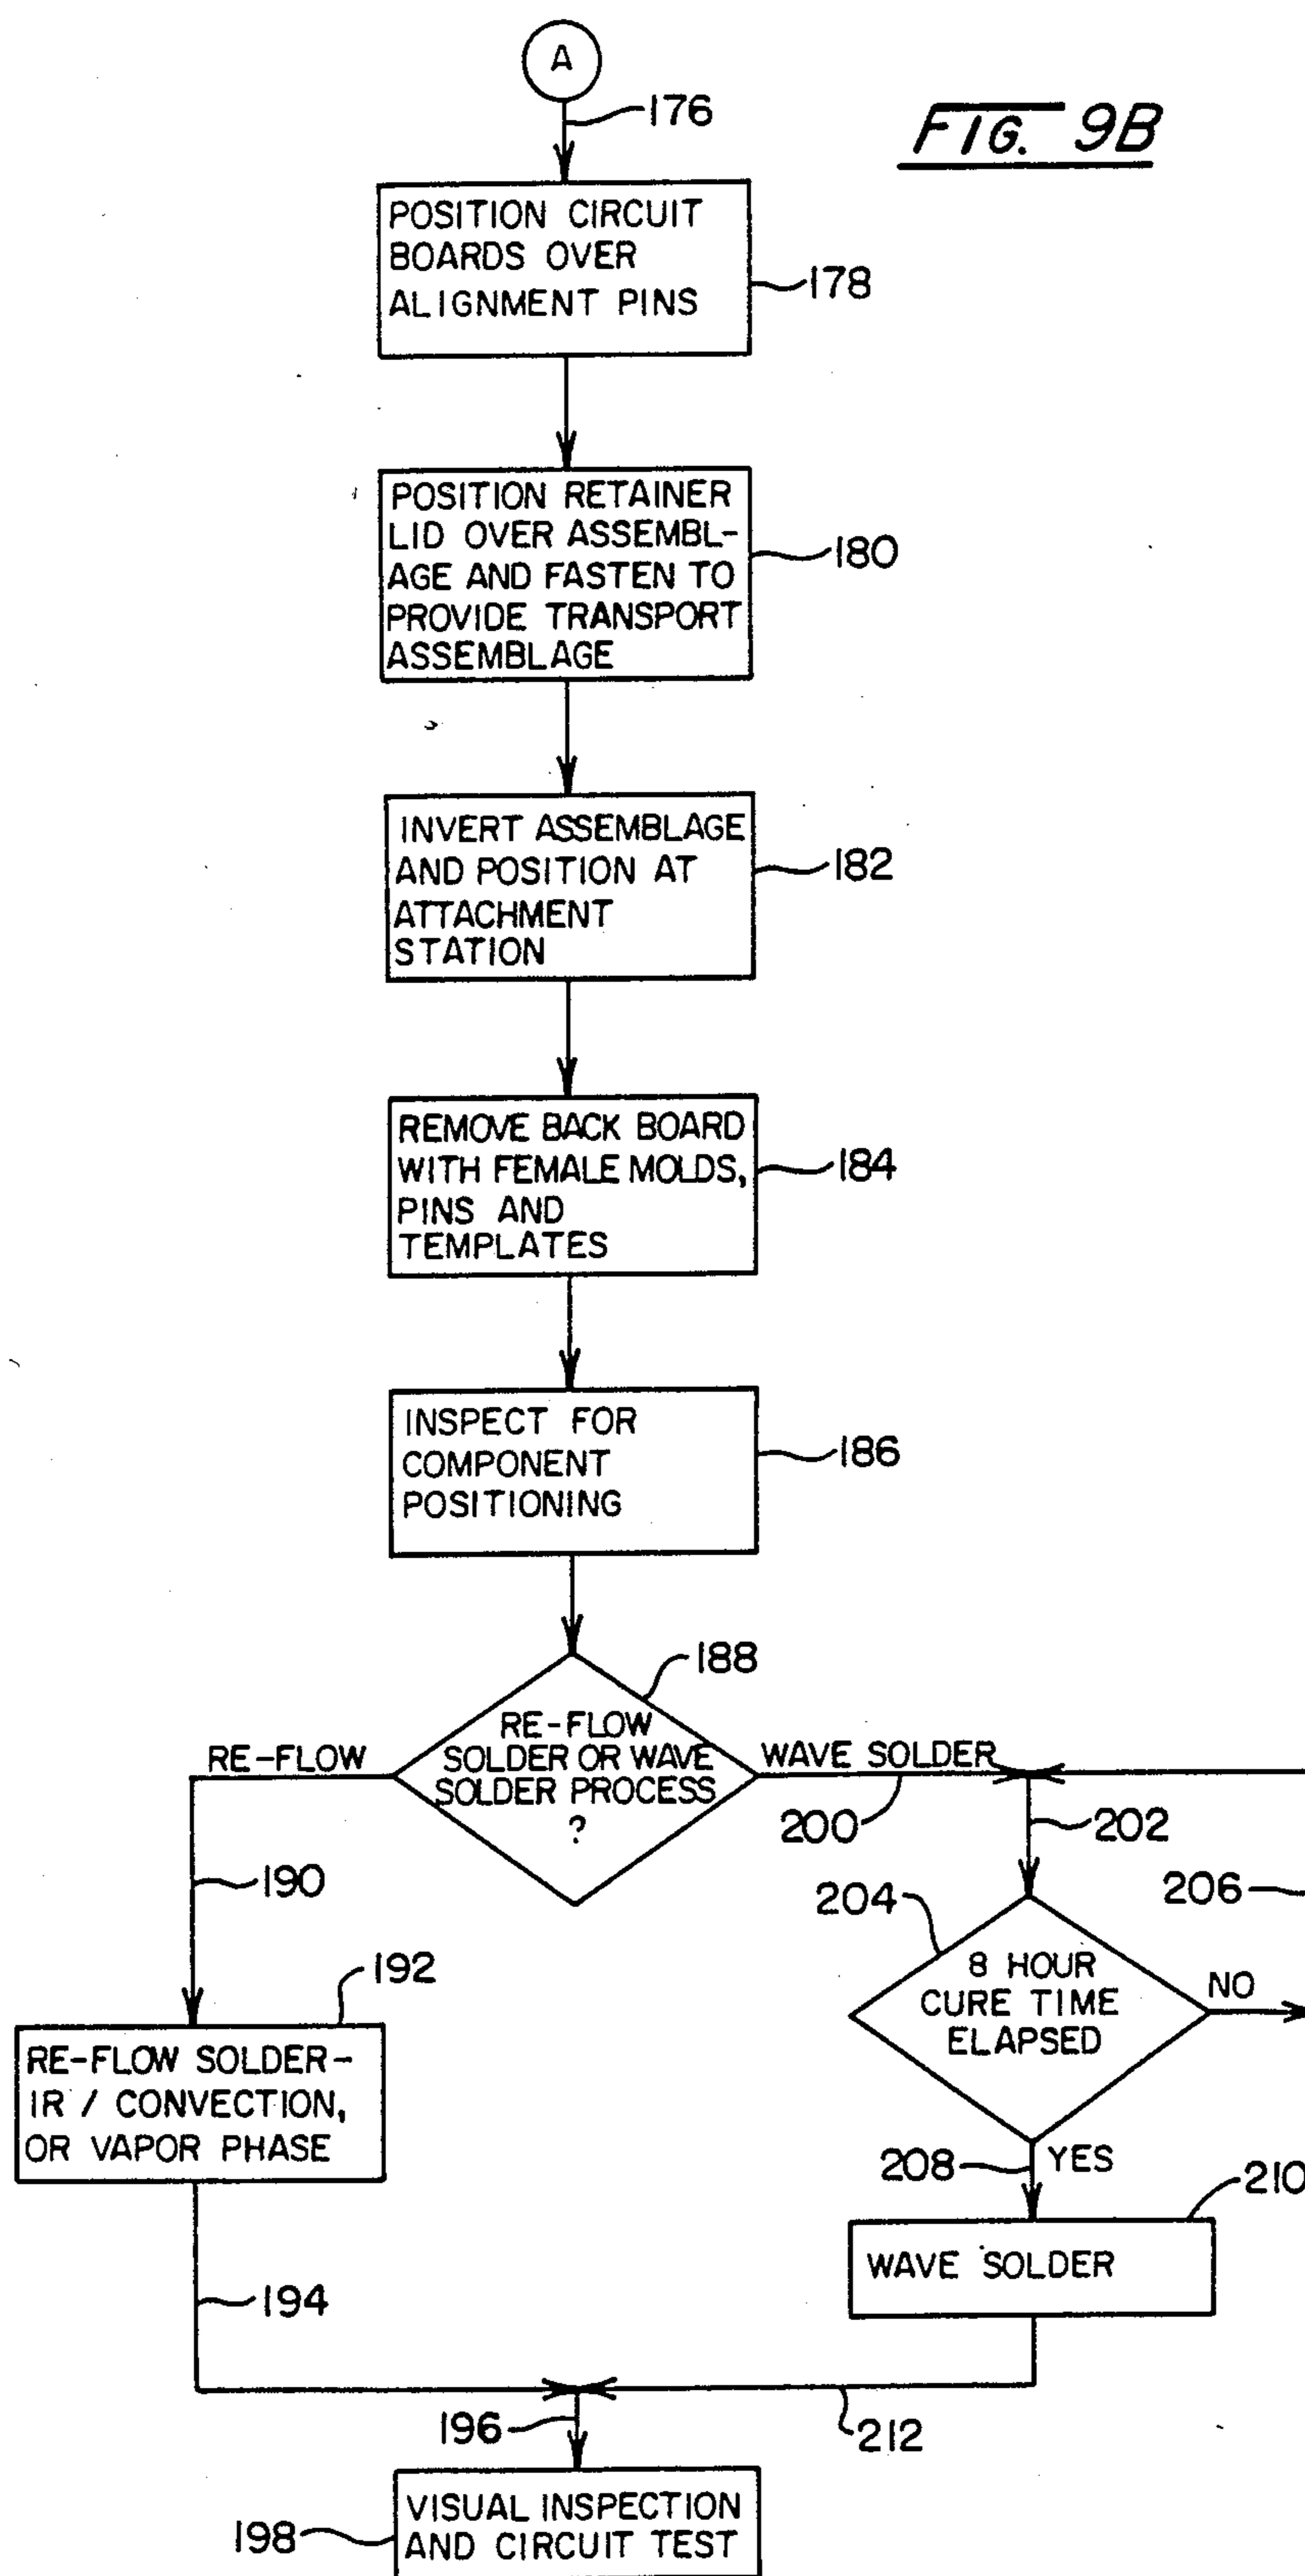 A
176
FIG. 9B
POSITION CIRCUIT
BOARDS OVER
ALIGNMENT PINS
178
POSITION RETAINER
LID OVER ASSEMBL-
AGE AND FASTEN TO
PROVIDE TRANSPORT
ASSEMBLAGE
180
INVERT ASSEMBLAGE
AND POSITION AT
ATTACHMENT
STATION
182
REMOVE BACK BOARD
WITH FEMALE MOLDS,
PINS AND
TEMPLATES
184
INSPECT FOR
COMPONENT
POSITIONING
186
188
RE-FLOW
SOLDER OR WAVE
SOLDER PROCESS
?
RE-FLOW
WAVE SOLDER
200
202
190
204
206
8 HOUR
CURE TIME
ELAPSED
NO
192
RE-FLOW SOLDER-
IR / CONVECTION,
OR VAPOR PHASE
208
YES
210
WAVE SOLDER
194
196
212
198
VISUAL INSPECTION
AND CIRCUIT TEST